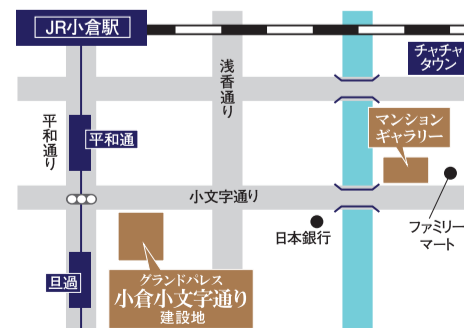 JR小倉駅
チャチャ
タウン
浅香通り
平和通り
平和通
マンション
ギャラリー
小文字通り
日本銀行
ファミリー
マート
旦過
グランドパレス
小倉小文字通り
建設地